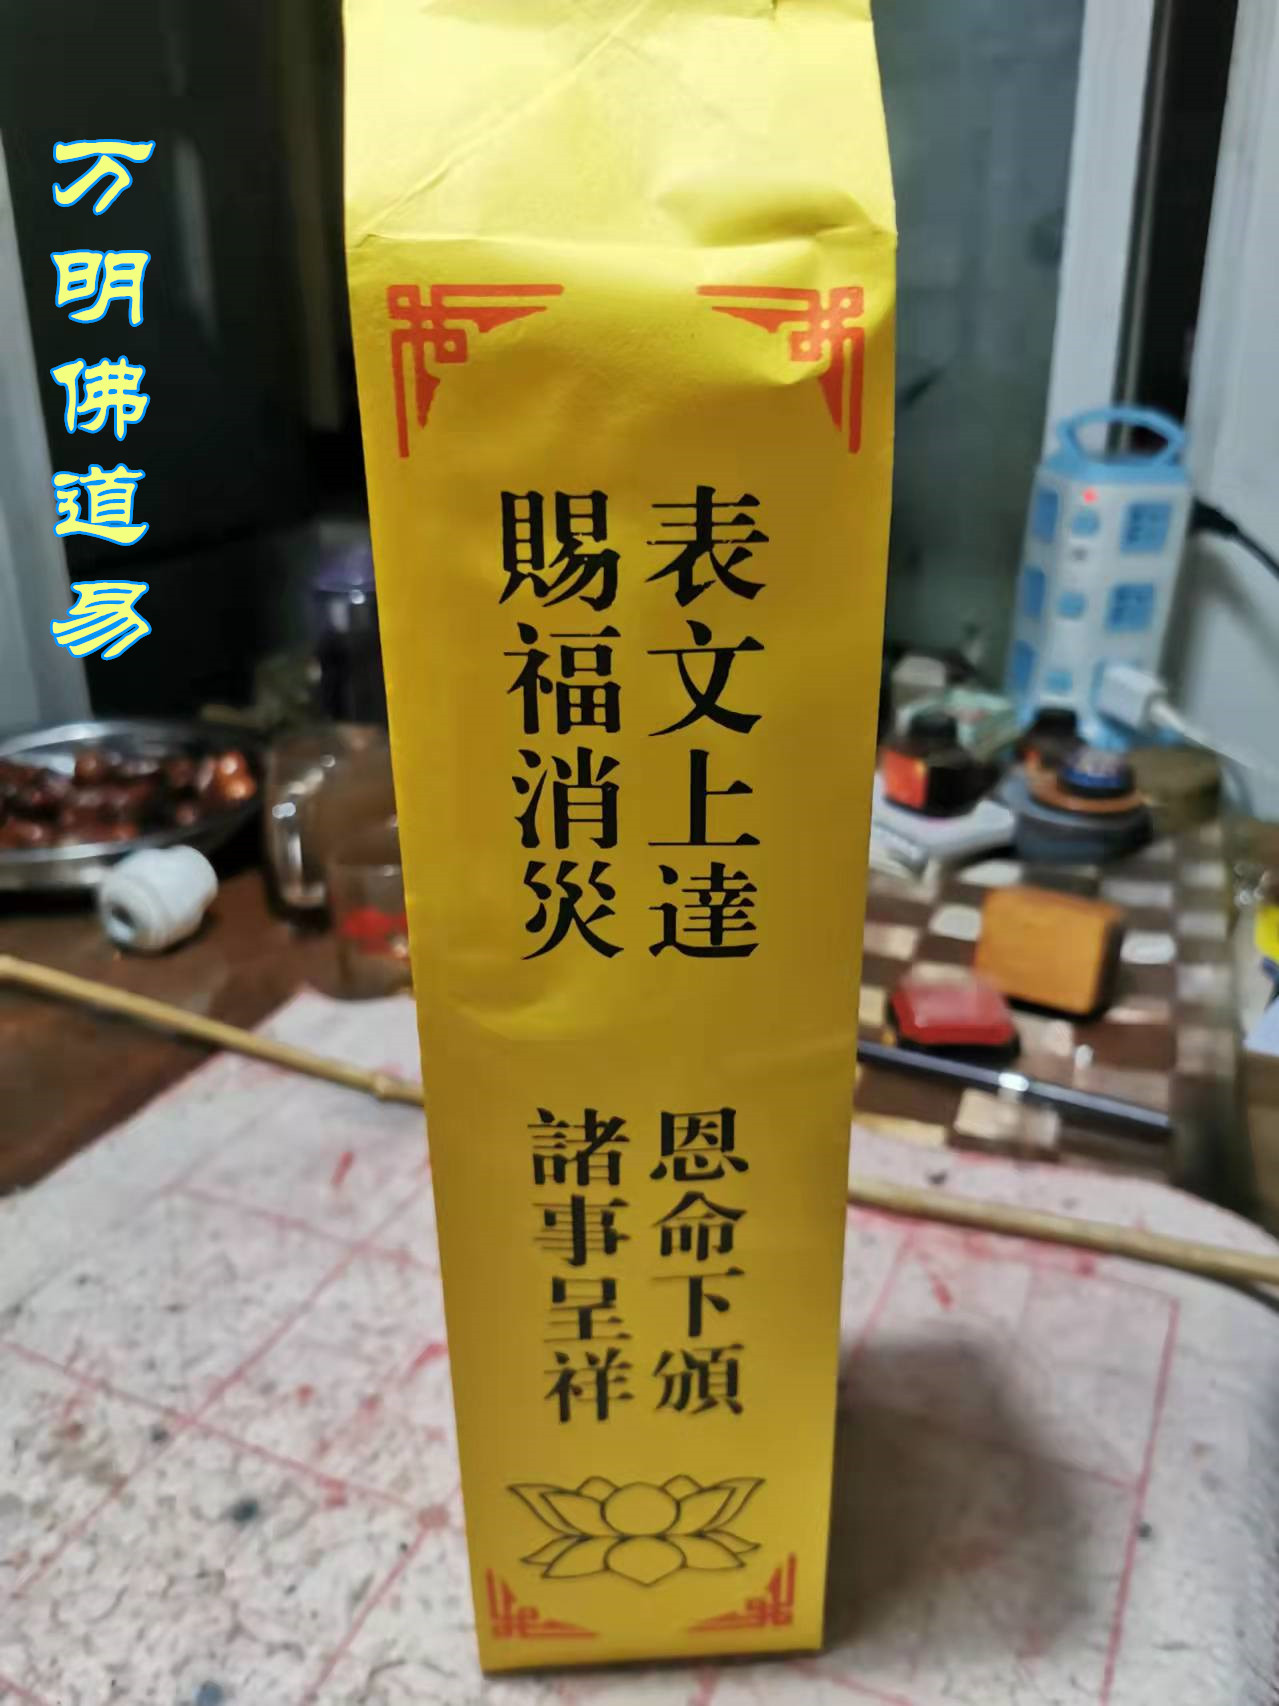 万明佛道易
表文上達
賜福消災
恩命下頒
諸事呈祥